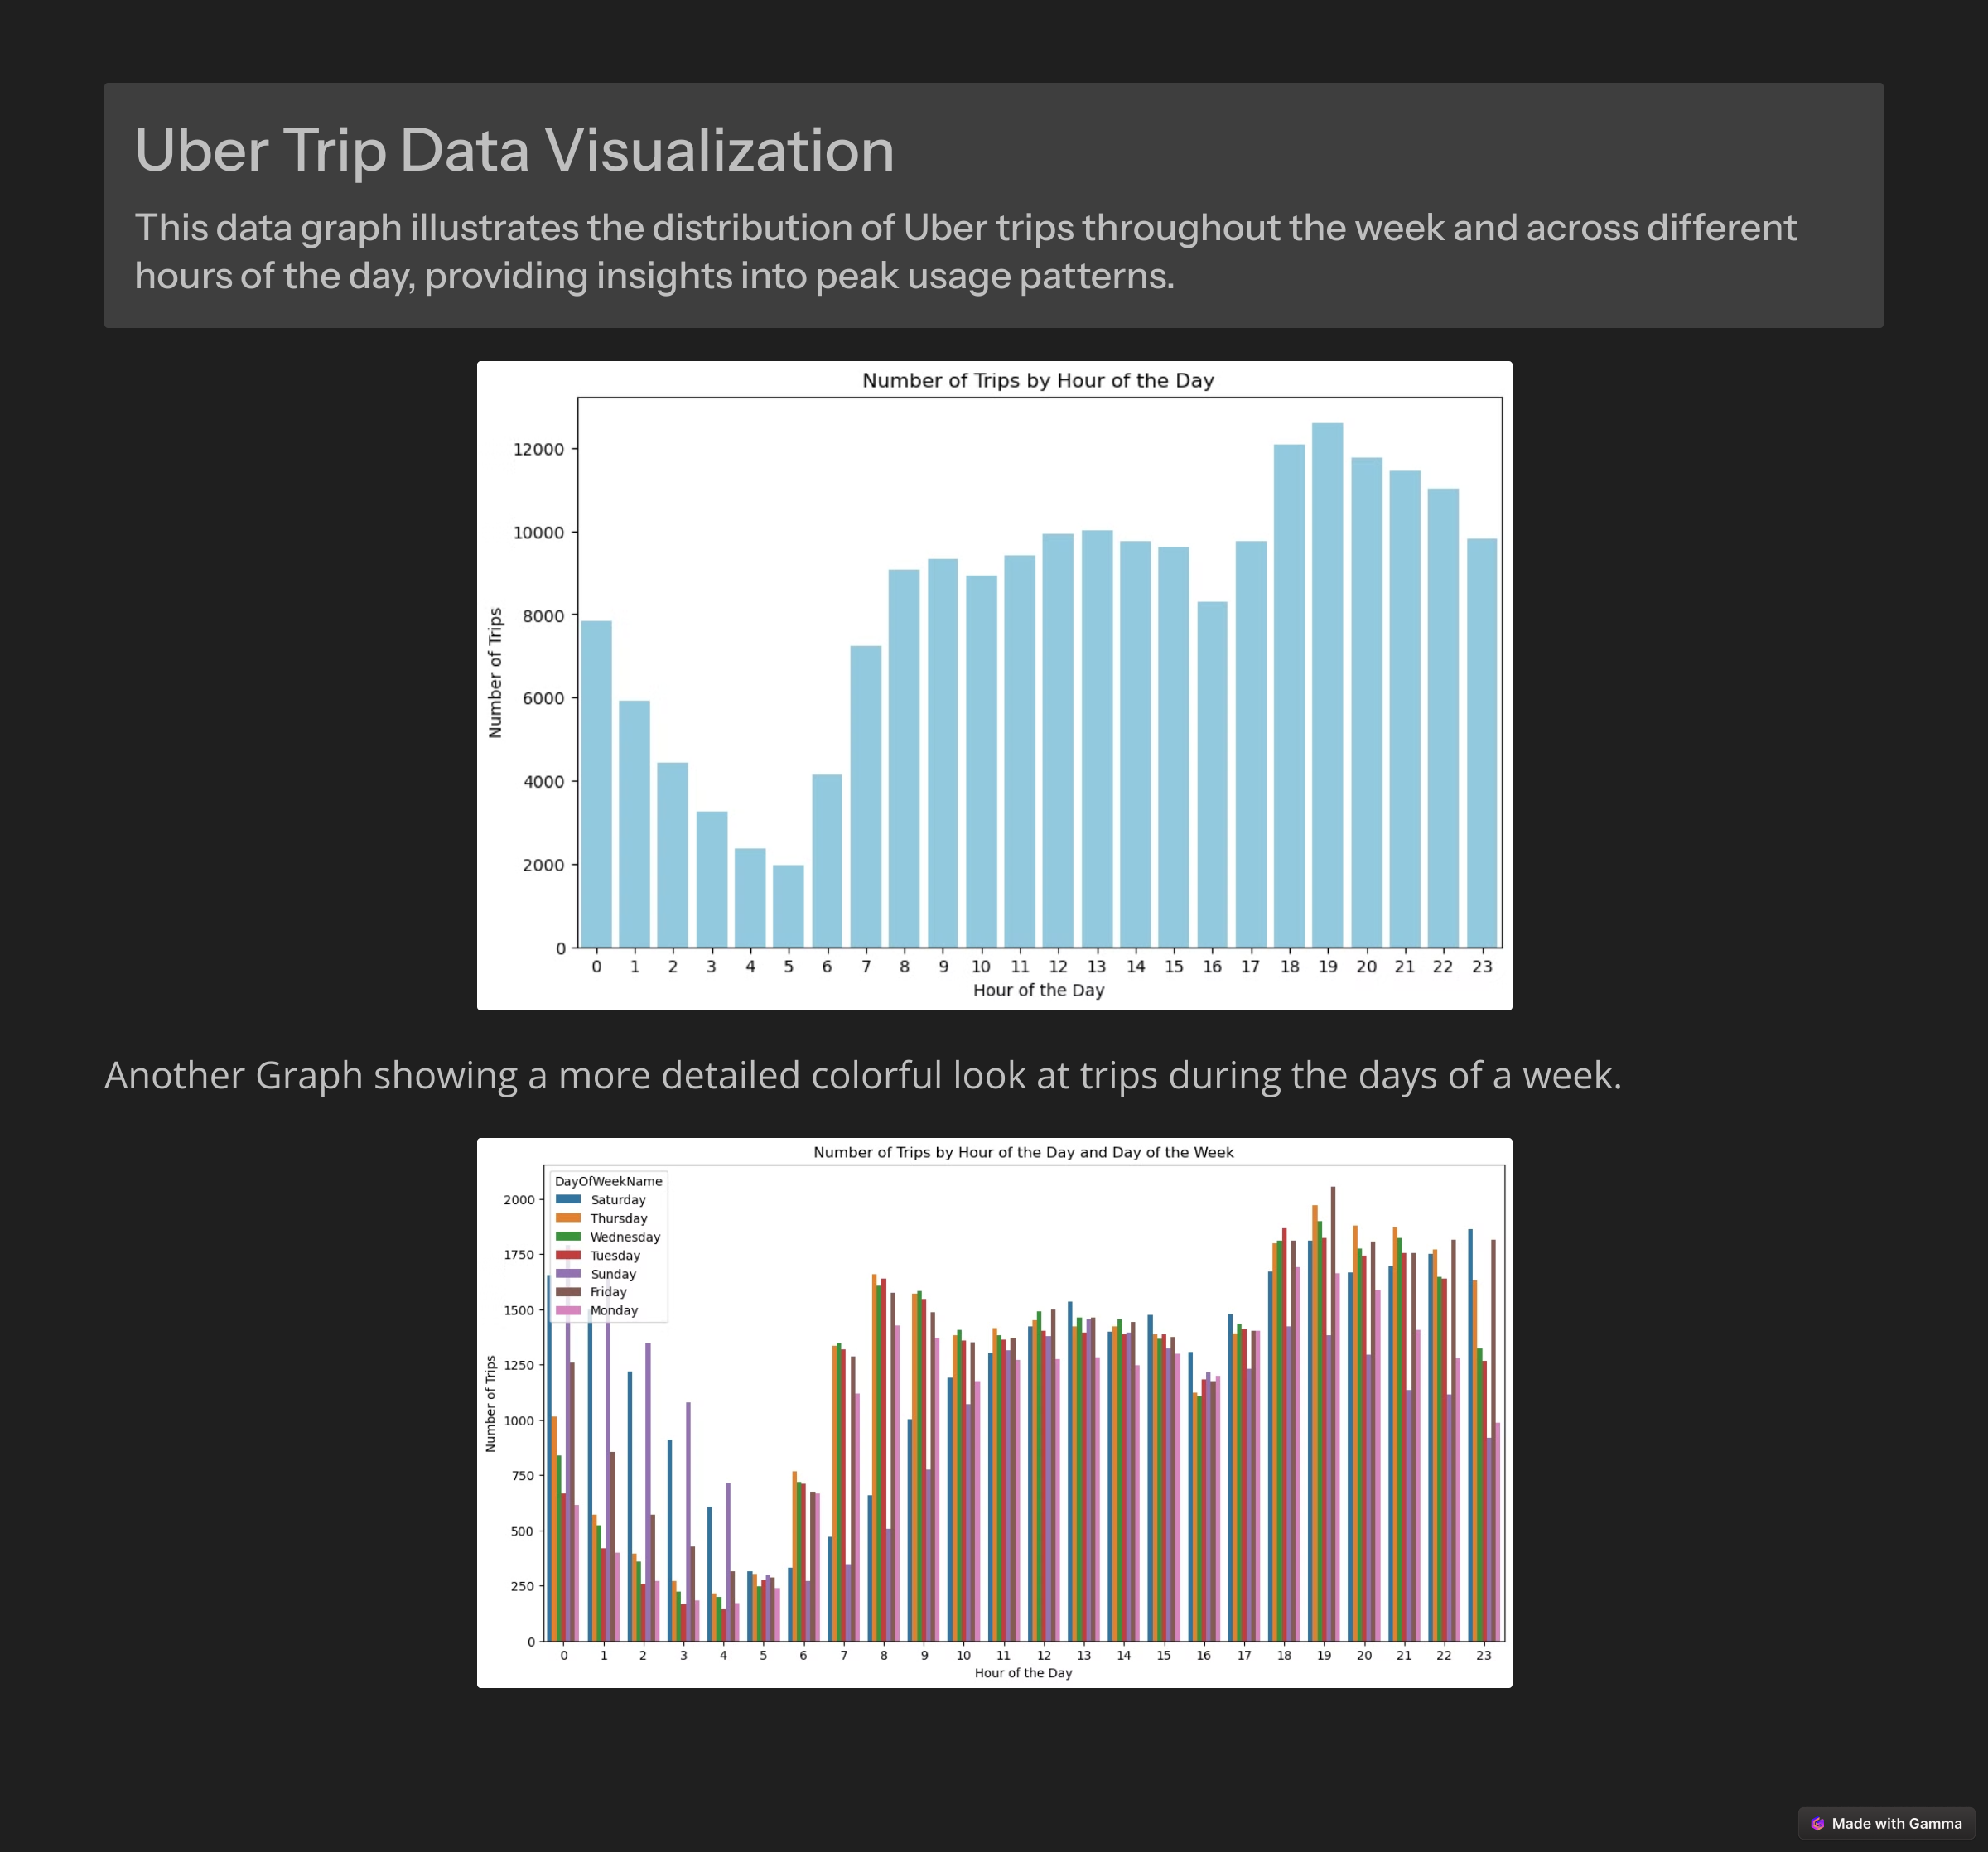 Uber Trip Data Visualization
This data graph illustrates the distribution of Uber trips throughout the week and across different
hours of the day, providing insights into peak usage patterns.
Number of Trips by Hour of the Day
12000
10000
8000
6000
4000
2000
0
Number of Trips
0 1 2 3 4 5 6 7 8 9 10 11 12 13 14 15 16 17 18 19 20 21 22 23
Hour of the Day
Another Graph showing a more detailed colorful look at trips during the days of a week.
Number of Trips by Hour of the Day and Day of the Week
DayOfWeekName
Saturday
Thursday
Wednesday
Tuesday
Sunday
Friday
Monday
2000
1750
1500
1250
1000
750
500
250
0
Number of Trips
0 1 2 3 4 5 6 7 8 9 10 11 12 13 14 15 16 17 18 19 20 21 22 23
Hour of the Day
Made with Gamma